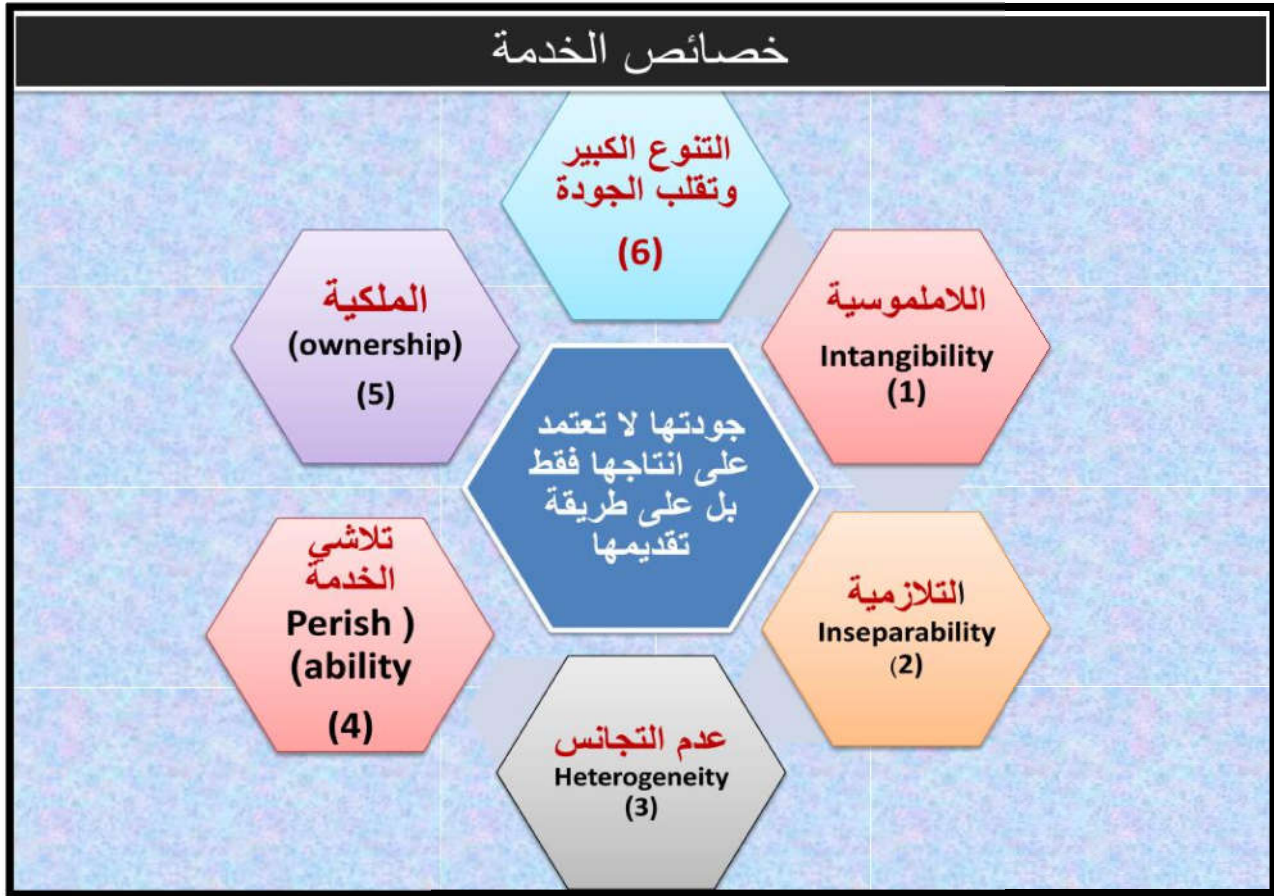 خصائص الخدمة
التنوع الكبير
وتقلب الجودة
(6)
اللاملموسية
Intangibility
(1)
التلازمية
Inseparability
(2)
عدم التجانس
Heterogeneity
(3)
تلاشي
الخدمة
Perish )
(ability
(4)
الملكية
(ownership)
(5)
جودتها لا تعتمد
على انتاجها فقط
بل على طريقة
تقديمها